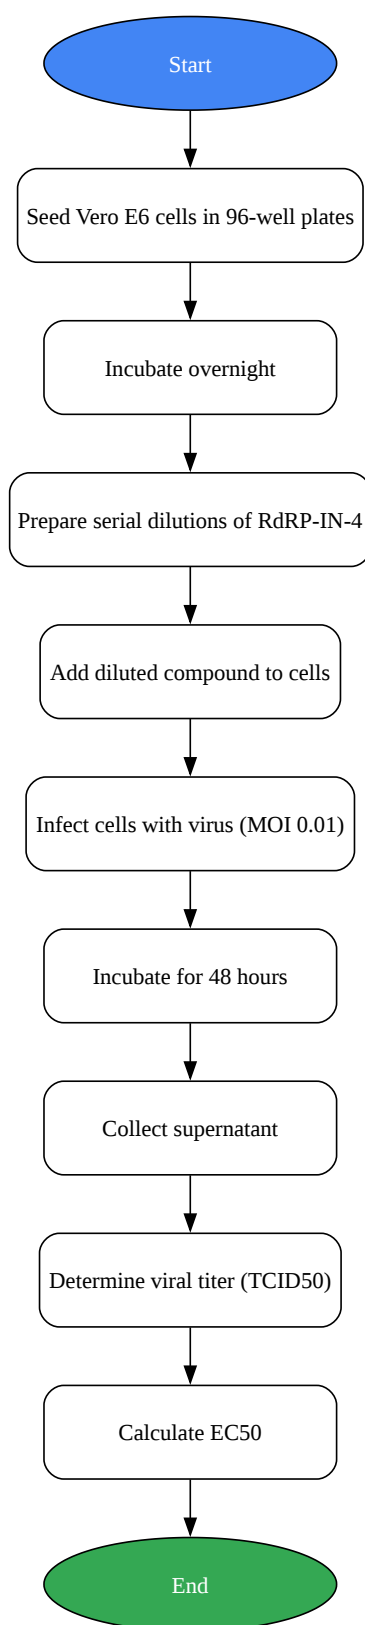 Start
Seed Vero E6 cells in 96-well plates
Incubate overnight
Prepare serial dilutions of RdRP-IN-4
Add diluted compound to cells
Infect cells with virus (MOI 0.01)
Incubate for 48 hours
Collect supernatant
Determine viral titer (TCID50)
Calculate EC50
End